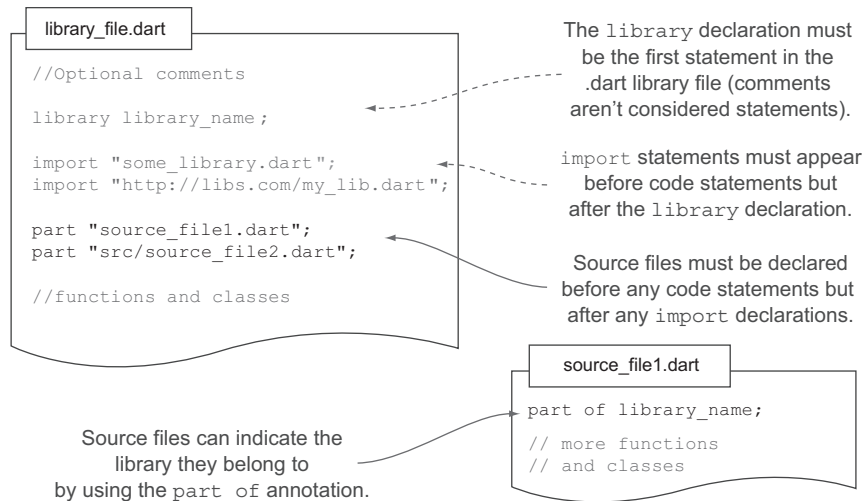 library_file.dart
//Optional comments
library library_name;
import "some_library.dart";
import "http://libs.com/my_lib.dart";
part "source_file1.dart";
part "src/source_file2.dart";
//functions and classes
The library declaration must
be the first statement in the
.dart library file (comments
aren't considered statements).
import statements must appear
before code statements but
after the library declaration.
Source files must be declared
before any code statements but
after any import declarations.
source_file1.dart
part of library_name;
// more functions
// and classes
Source files can indicate the
library they belong to
by using the part of annotation.